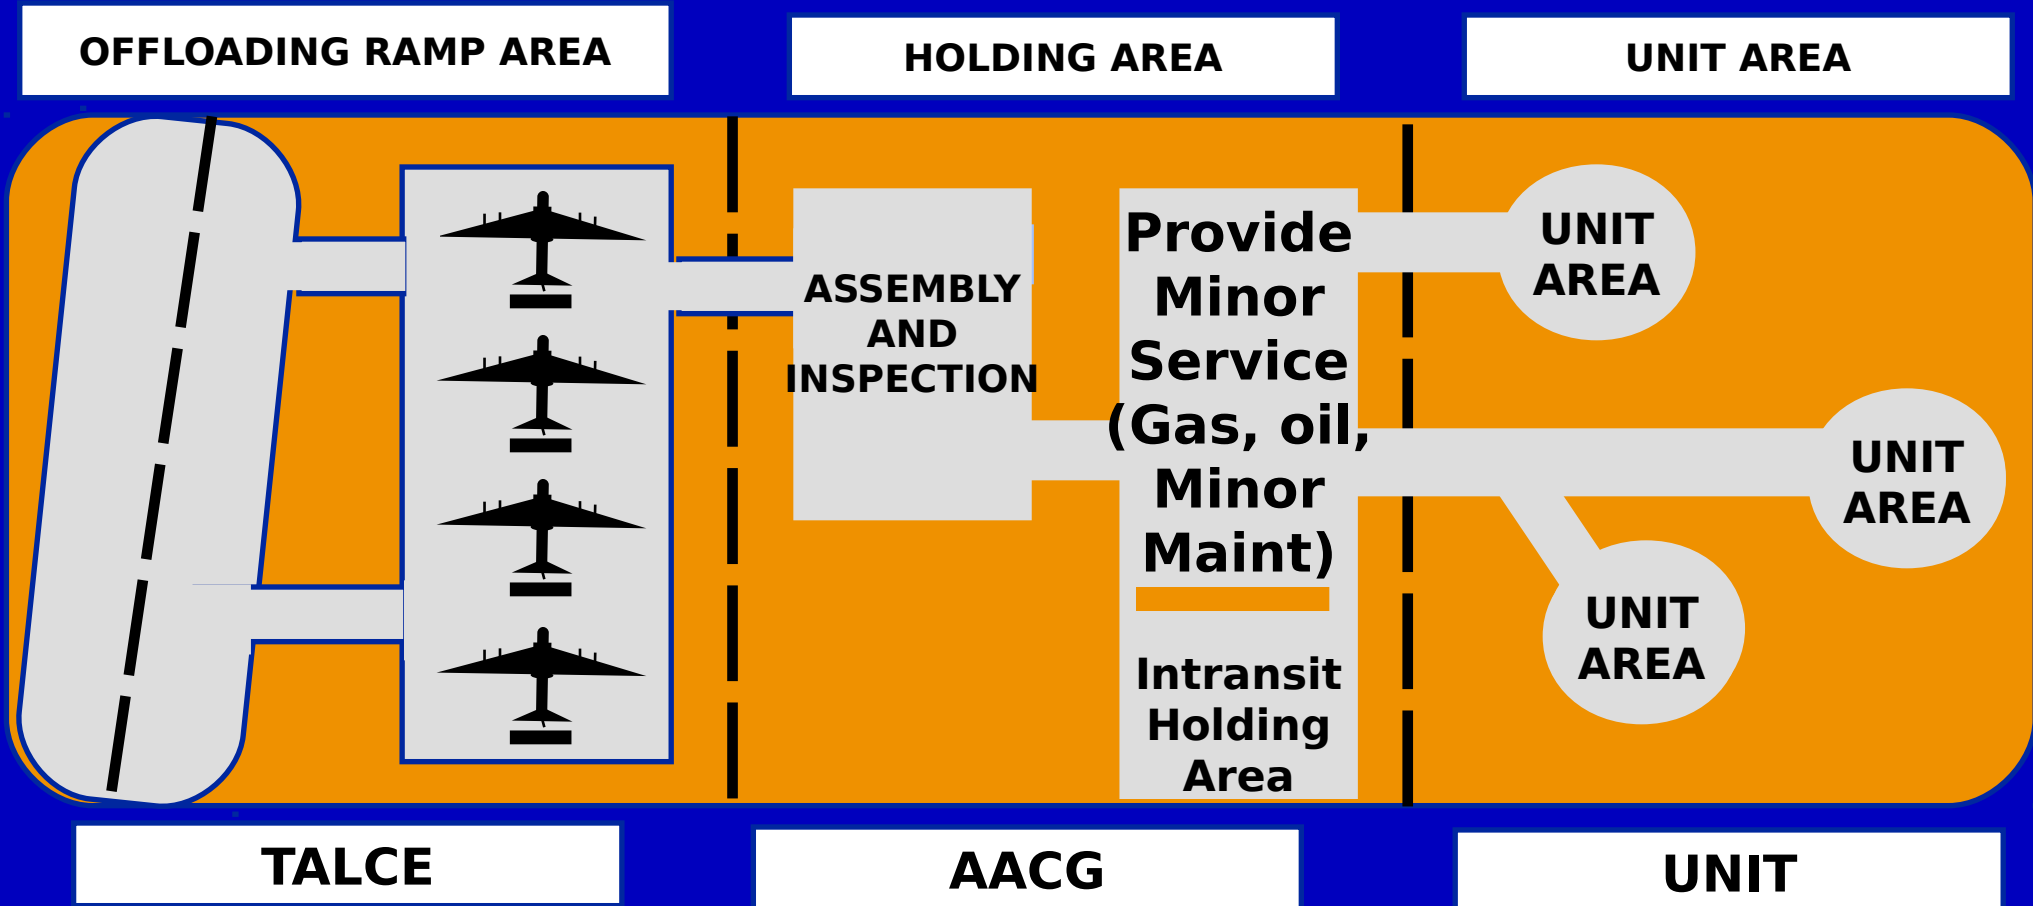 OFFLOADING RAMP AREA
HOLDING AREA
UNIT AREA
ASSEMBLY
AND
INSPECTION
Provide
Minor
Service
(Gas, oil,
Minor
Maint)
Intransit
Holding
Area
UNIT
AREA
UNIT
AREA
UNIT
AREA
TALCE
AACG
UNIT